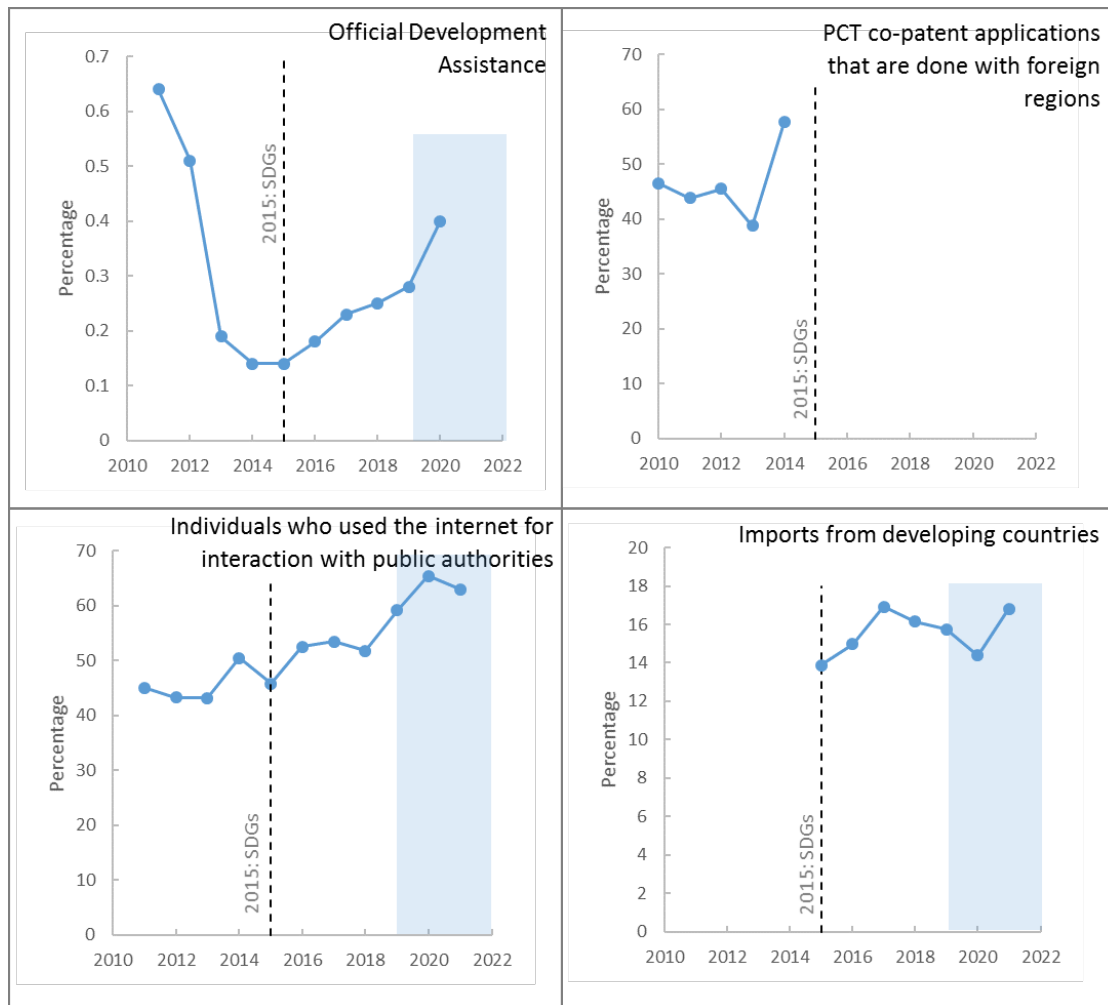 Official Development
Assistance
0.7
0.6
0.5
0.4
0.3
0.2
0.1
0
Percentage
2015: SDGs
2010 2012 2014 2016 2018 2020 2022
PCT co-patent applications
that are done with foreign
regions
70
60
50
40
30
20
10
0
Percentage
2015: SDGs
2010 2012 2014 2016 2018 2020 2022
Individuals who used the internet for
interaction with public authorities
70
60
50
40
30
20
10
0
Percentage
2015: SDGs
2010 2012 2014 2016 2018 2020 2022
Imports from developing countries
20
18
16
14
12
10
8
6
4
2
0
Percentage
2015: SDGs
2010 2012 2014 2016 2018 2020 2022